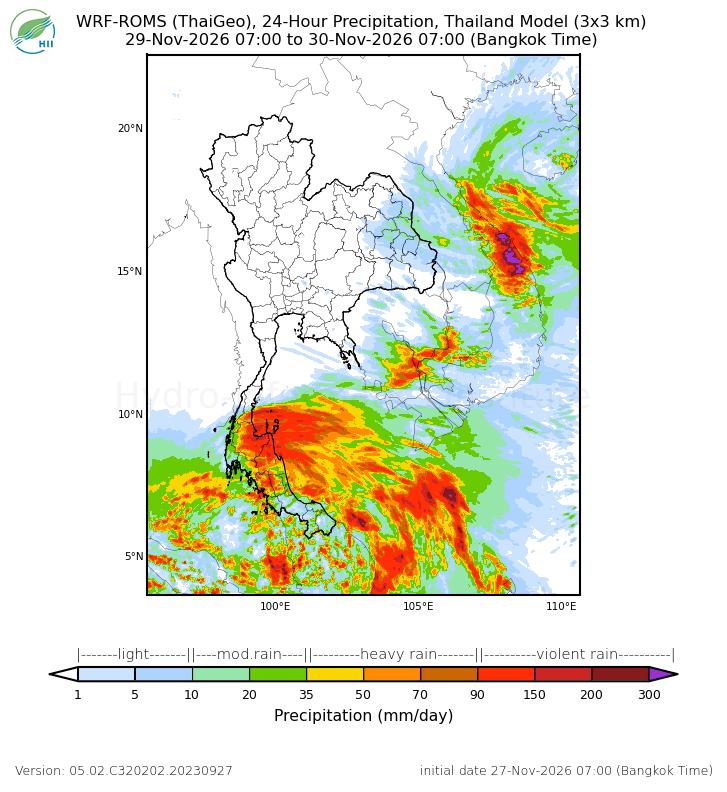 HII
WRF-ROMS (ThaiGeo), 24-Hour Precipitation, Thailand Model (3x3 km)
29-Nov-2026 07:00 to 30-Nov-2026 07:00 (Bangkok Time)
20°N
15°N
10°N
5°N
100°E 105°E 110°E
|-------light-------||----mod.rain----||---------heavy rain-------||----------violent rain-----------|
1 5 10 20 35 50 70 90 150 200 300
Precipitation (mm/day)
Version: 05.02.C320202.20230927
initial date 27-Nov-2026 07:00 (Bangkok Time)